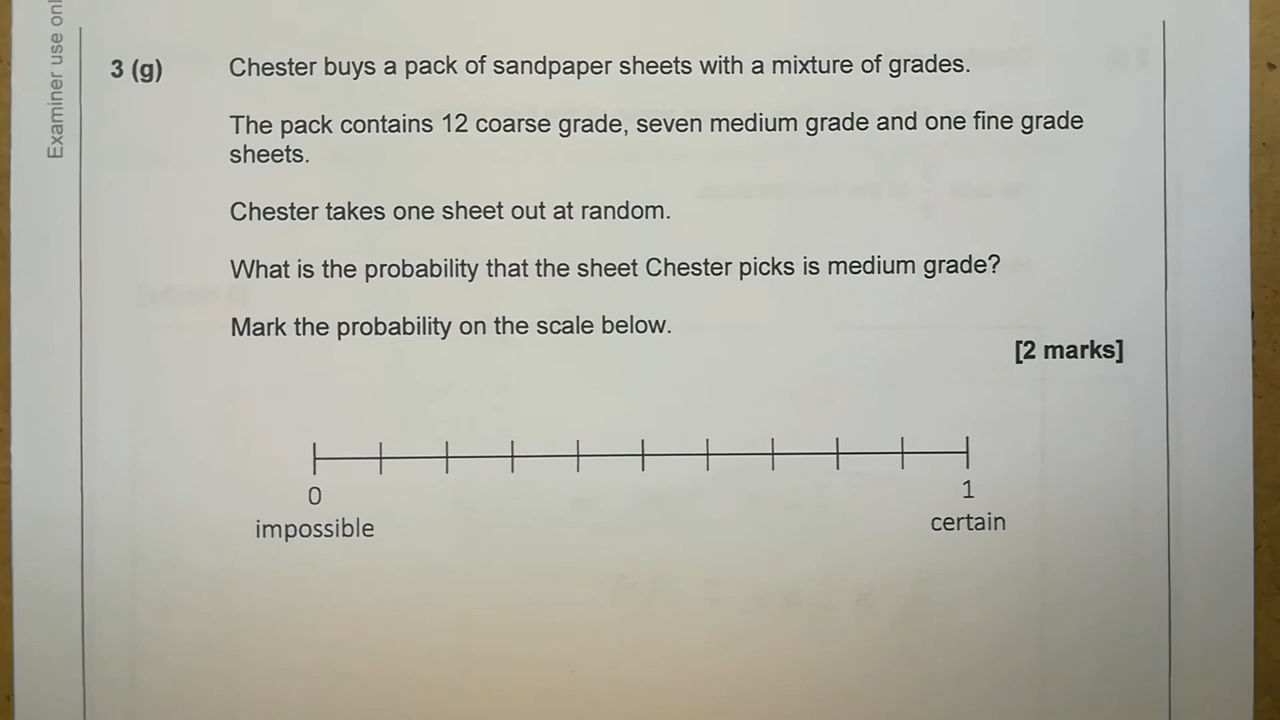 Examiner use onl
3 (g) Chester buys a pack of sandpaper sheets with a mixture of grades.
The pack contains 12 coarse grade, seven medium grade and one fine grade
sheets.
Chester takes one sheet out at random.
What is the probability that the sheet Chester picks is medium grade?
Mark the probability on the scale below.
[2 marks]
0 1
impossible certain